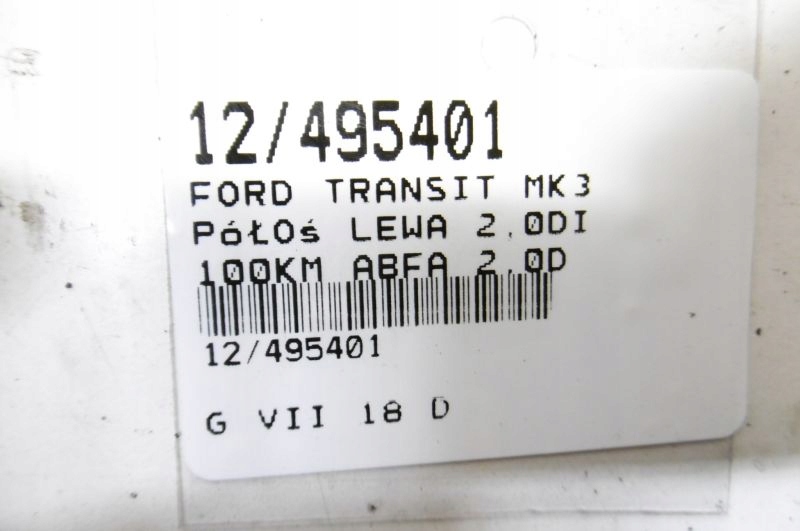 12/495401
FORD TRANSIT MK3
PółOś LEWA 2.0DI
100KM ABFA 2.0D
12/495401
G VII 18 D